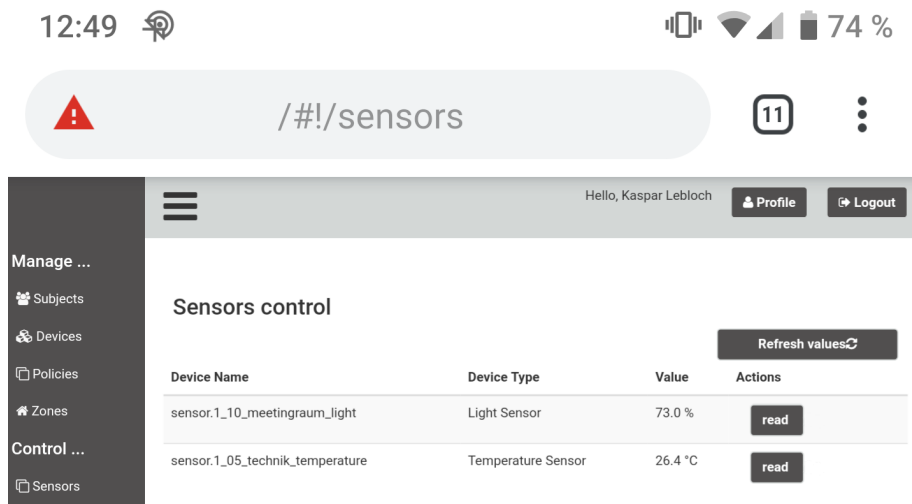 12:49 74 %
/#!/sensors 11
Hello, Kaspar Lebloch Profile Logout
Manage ...
Subjects
Devices
Policies
Zones
Control ...
Sensors
Sensors control
Refresh values
Device Name Device Type Value Actions
sensor.1_10_meetingraum_light Light Sensor 73.0 % read
sensor.1_05_technik_temperature Temperature Sensor 26.4 °C read